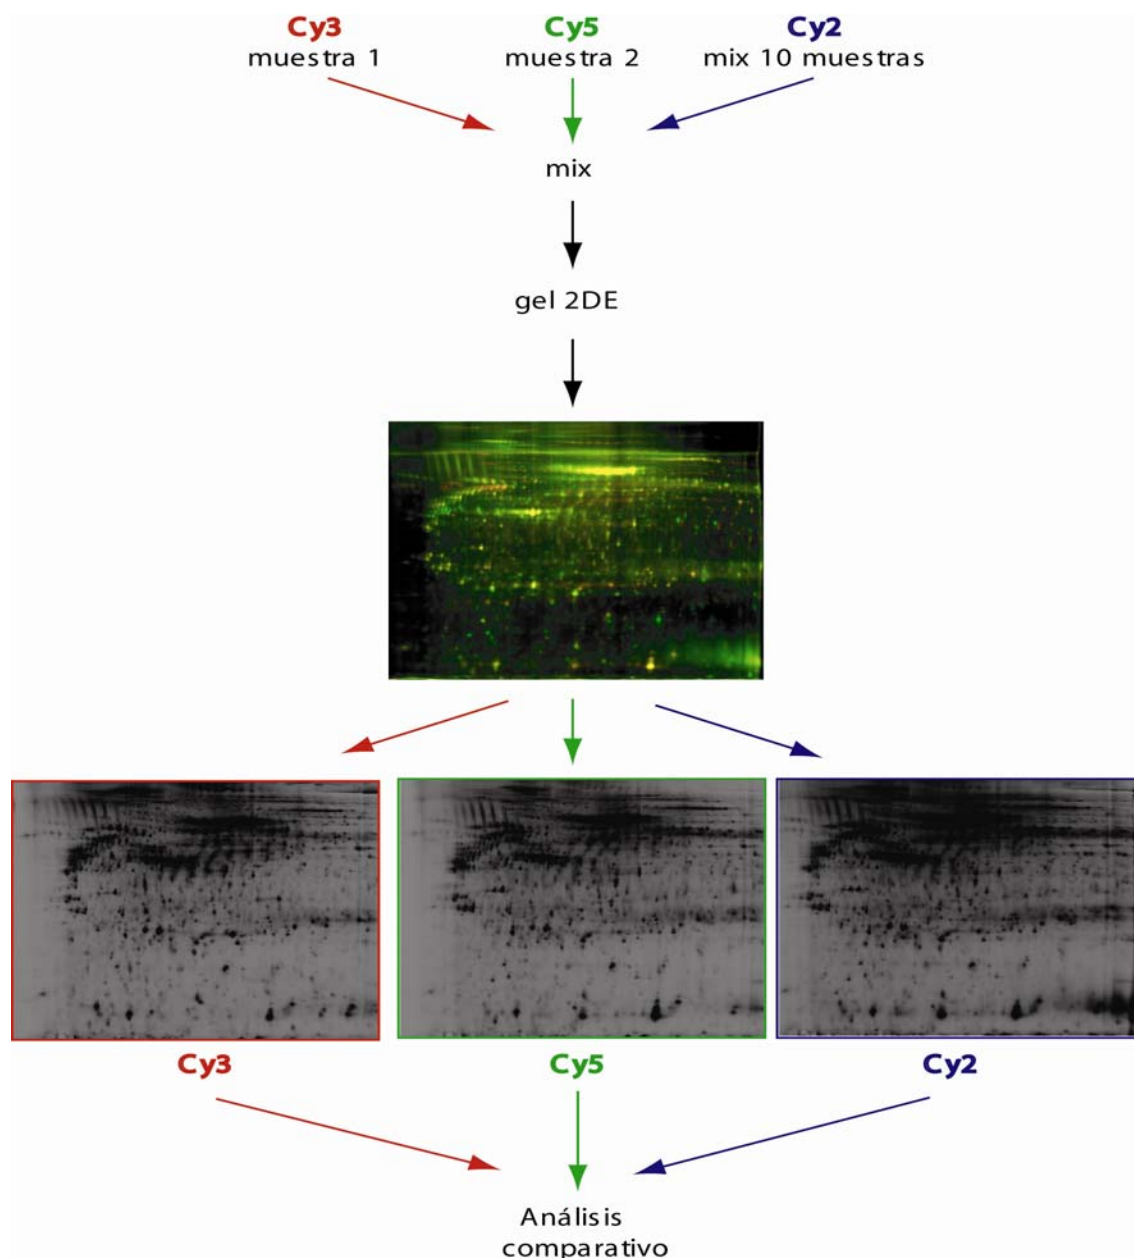 Cy3 Cy5 Cy2
muestra 1 muestra 2 mix 10 muestras
mix
gel 2DE
Cy3 Cy5 Cy2
Análisis
comparativo